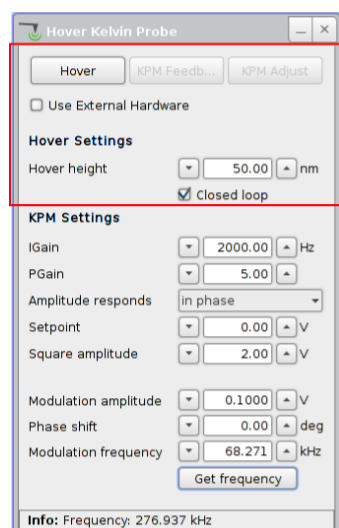 Hover Kelvin Probe
Hover KPM Feedb... KPM Adjust
Use External Hardware
Hover Settings
Hover height 50.00 nm
Closed loop
KPM Settings
IGain 2000.00 Hz
PGain 5.00
Amplitude responds in phase
Setpoint 0.00 V
Square amplitude 2.00 V
Modulation amplitude 0.1000 V
Phase shift 0.00 deg
Modulation frequency 68.271 kHz
Get frequency
Info: Frequency: 276.937 kHz